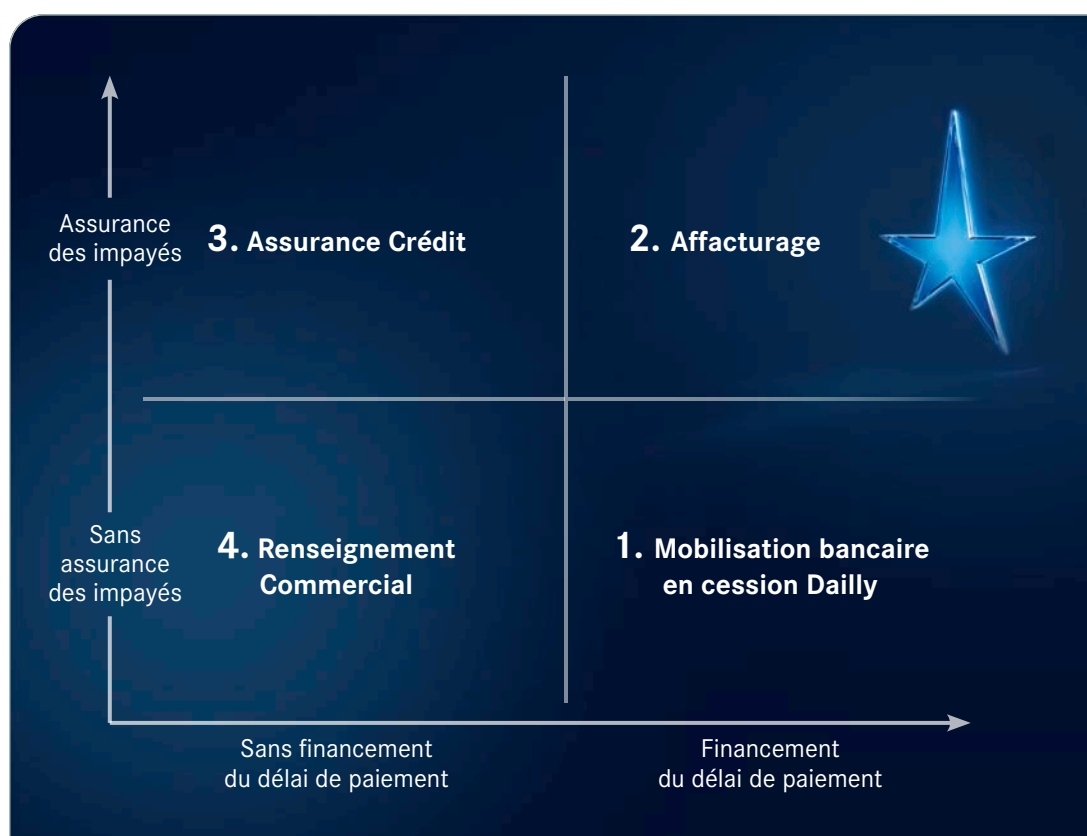 Assurance
des impayés
3. Assurance Crédit
2. Affacturage
Sans
assurance
des impayés
4. Renseignement
Commercial
1. Mobilisation bancaire
en cession Dailly
Sans financement
du délai de paiement
Financement
du délai de paiement